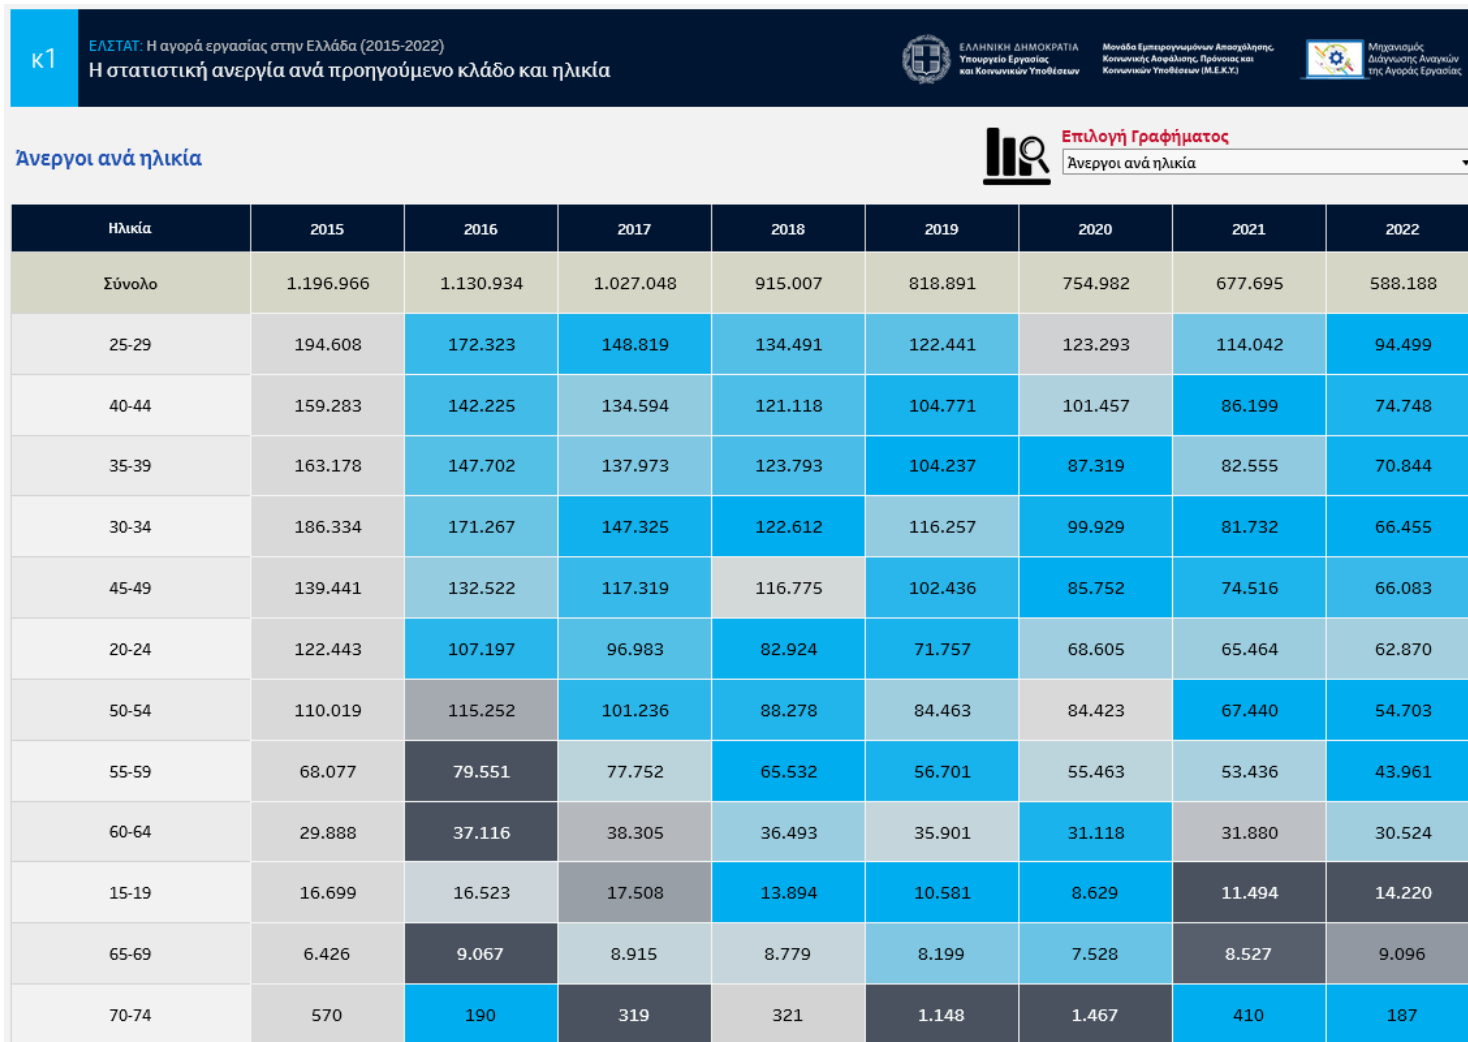 κ1
ΕΛΣΤΑΤ: Η αγορά εργασίας στην Ελλάδα (2015-2022)
Η στατιστική ανεργία ανά προηγούμενο κλάδο και ηλικία
ΕΛΛΗΝΙΚΗ ΔΗΜΟΚΡΑΤΙΑ
Υπουργείο Εργασίας
και Κοινωνικών Υποθέσεων
Μονάδα Εμπειρογνωμόνων Απασχόλησης,
Κοινωνικής Ασφάλισης, Πρόνοιας και
Κοινωνικών Υποθέσεων (Μ.Ε.Κ.Υ.)
Μηχανισμός
Διάγνωσης Αναγκών
της Αγοράς Εργασίας
Άνεργοι ανά ηλικία
Επιλογή Γραφήματος
Άνεργοι ανά ηλικία
Ηλικία 2015 2016 2017 2018 2019 2020 2021 2022
Σύνολο 1.196.966 1.130.934 1.027.048 915.007 818.891 754.982 677.695 588.188
25-29 194.608 172.323 148.819 134.491 122.441 123.293 114.042 94.499
40-44 159.283 142.225 134.594 121.118 104.771 101.457 86.199 74.748
35-39 163.178 147.702 137.973 123.793 104.237 87.319 82.555 70.844
30-34 186.334 171.267 147.325 122.612 116.257 99.929 81.732 66.455
45-49 139.441 132.522 117.319 116.775 102.436 85.752 74.516 66.083
20-24 122.443 107.197 96.983 82.924 71.757 68.605 65.464 62.870
50-54 110.019 115.252 101.236 88.278 84.463 84.423 67.440 54.703
55-59 68.077 79.551 77.752 65.532 56.701 55.463 53.436 43.961
60-64 29.888 37.116 38.305 36.493 35.901 31.118 31.880 30.524
15-19 16.699 16.523 17.508 13.894 10.581 8.629 11.494 14.220
65-69 6.426 9.067 8.915 8.779 8.199 7.528 8.527 9.096
70-74 570 190 319 321 1.148 1.467 410 187